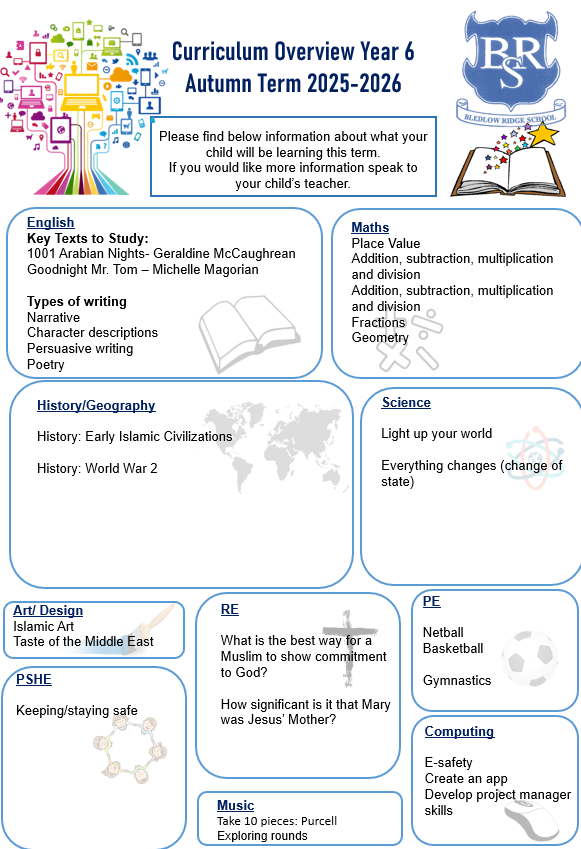 Curriculum Overview Year 6
Autumn Term 2025-2026
BRS
BLEDLOW RIDGE SCHOOL
Please find below information about what your
child will be learning this term.
If you would like more information speak to
your child's teacher.
English
Key Texts to Study:
1001 Arabian Nights- Geraldine McCaughrean
Goodnight Mr. Tom – Michelle Magorian
Types of writing
Narrative
Character descriptions
Persuasive writing
Poetry
Maths
Place Value
Addition, subtraction, multiplication
and division
Addition, subtraction, multiplication
and division
Fractions
Geometry
History/Geography
History: Early Islamic Civilizations
History: World War 2
Science
Light up your world
Everything changes (change of
state)
Art/ Design
Islamic Art
Taste of the Middle East
PSHE
Keeping/staying safe
RE
What is the best way for a
Muslim to show commitment
to God?
How significant is it that Mary
was Jesus' Mother?
Music
Take 10 pieces: Purcell
Exploring rounds
PE
Netball
Basketball
Gymnastics
Computing
E-safety
Create an app
Develop project manager
skills